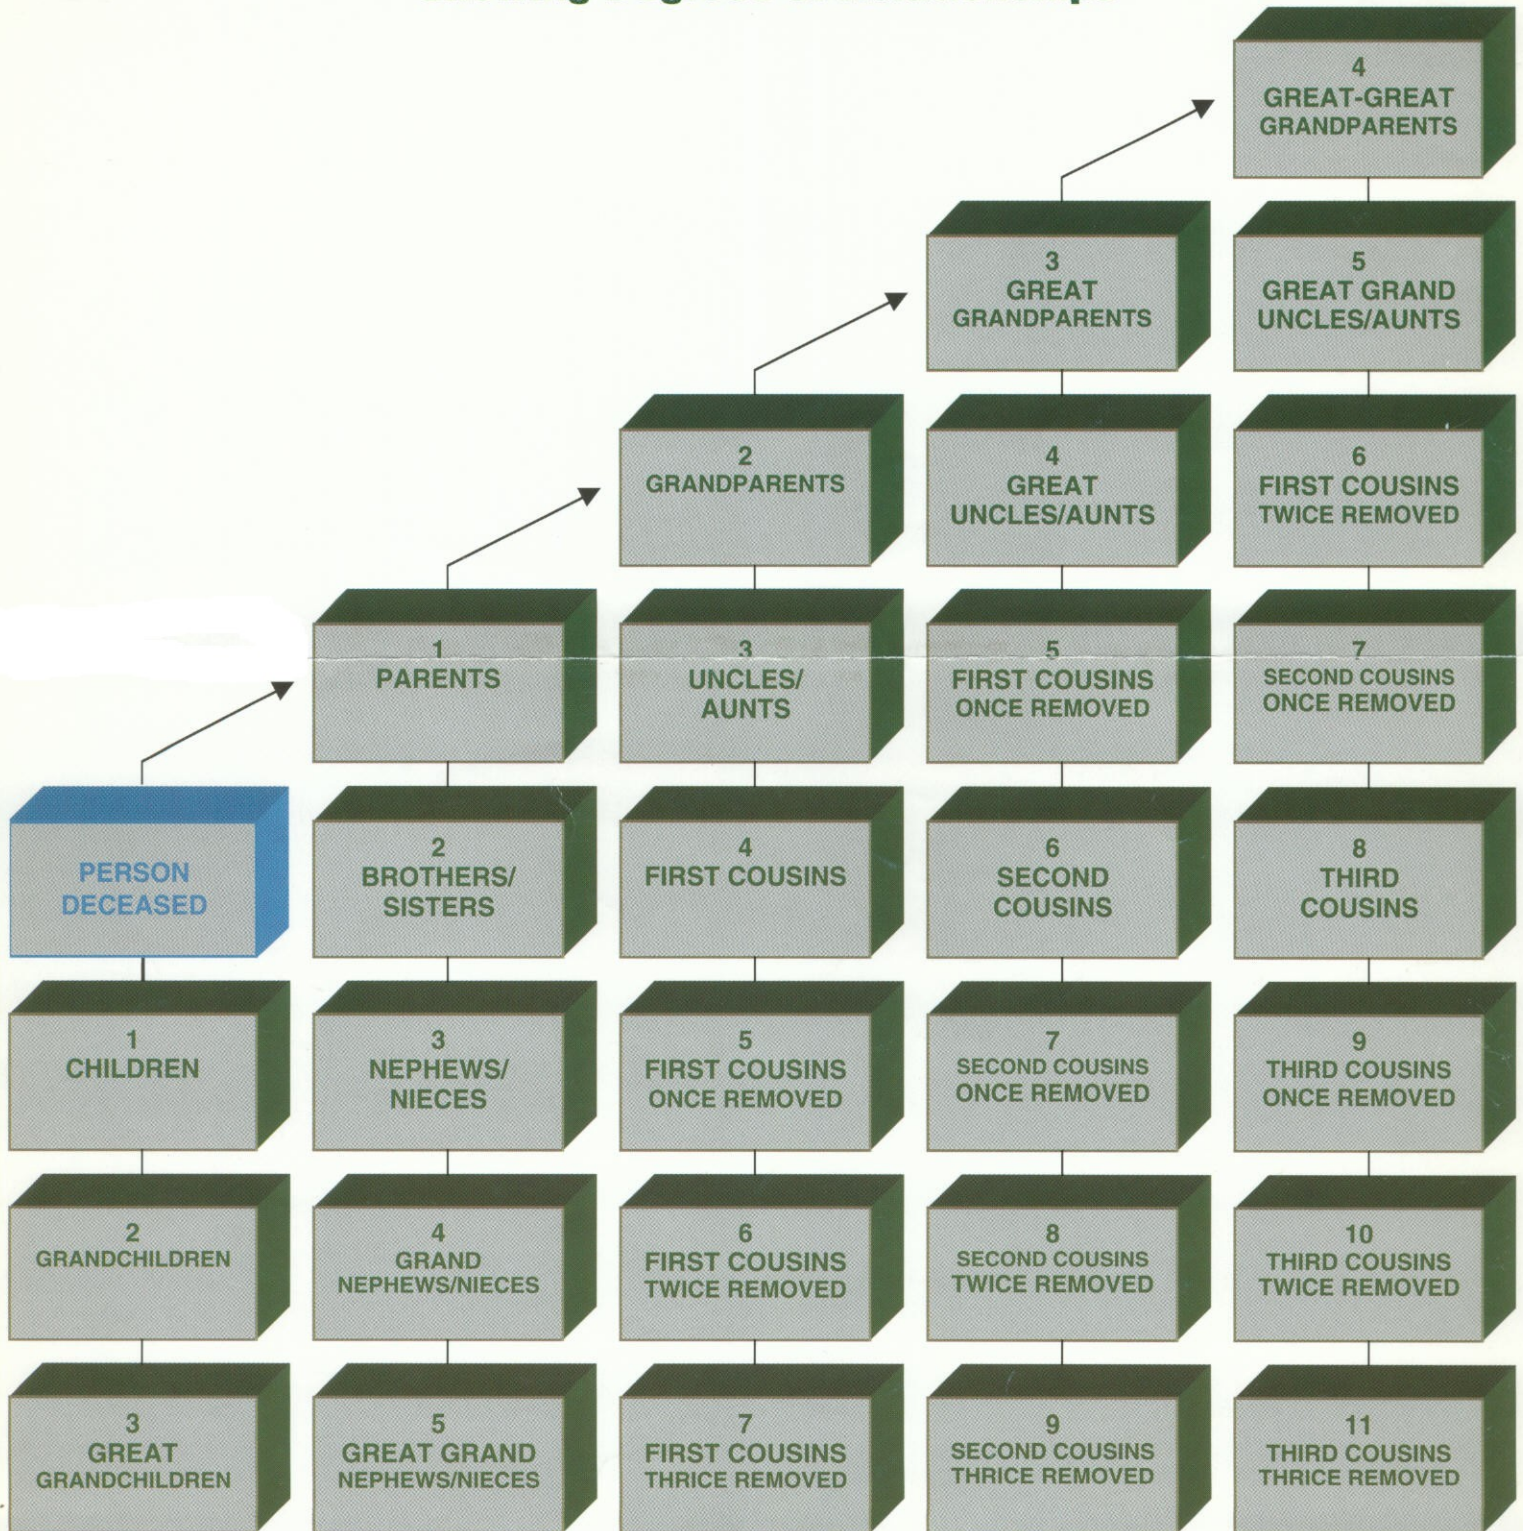 4
GREAT-GREAT
GRANDPARENTS
3
GREAT
GRANDPARENTS
5
GREAT GRAND
UNCLES/AUNTS
2
GRANDPARENTS
4
GREAT
UNCLES/AUNTS
6
FIRST COUSINS
TWICE REMOVED
1
PARENTS
3
UNCLES/
AUNTS
5
FIRST COUSINS
ONCE REMOVED
7
SECOND COUSINS
ONCE REMOVED
PERSON
DECEASED
2
BROTHERS/
SISTERS
4
FIRST COUSINS
6
SECOND
COUSINS
8
THIRD
COUSINS
1
CHILDREN
3
NEPHEWS/
NIECES
5
FIRST COUSINS
ONCE REMOVED
7
SECOND COUSINS
ONCE REMOVED
9
THIRD COUSINS
ONCE REMOVED
2
GRANDCHILDREN
4
GRAND
NEPHEWS/NIECES
6
FIRST COUSINS
TWICE REMOVED
8
SECOND COUSINS
TWICE REMOVED
10
THIRD COUSINS
TWICE REMOVED
3
GREAT
GRANDCHILDREN
5
GREAT GRAND
NEPHEWS/NIECES
7
FIRST COUSINS
THRICE REMOVED
9
SECOND COUSINS
THRICE REMOVED
11
THIRD COUSINS
THRICE REMOVED